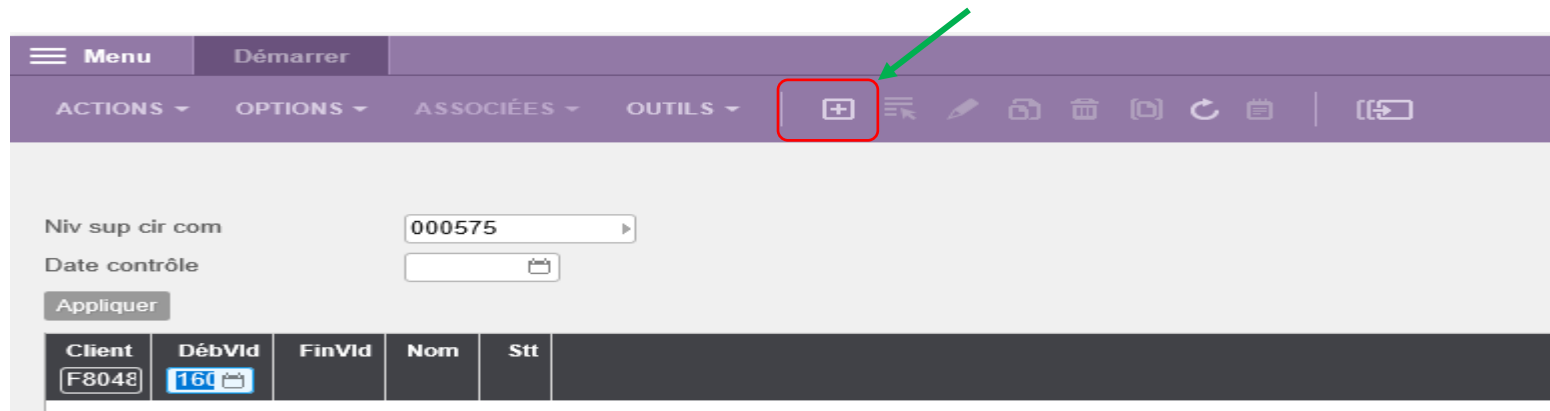 Menu Démarrer
ACTIONS OPTIONS ASSOCIÉES OUTILS
Niv sup cir com 000575
Date contrôle
Appliquer
Client DébVld FinVld Nom Stt
F8048 160